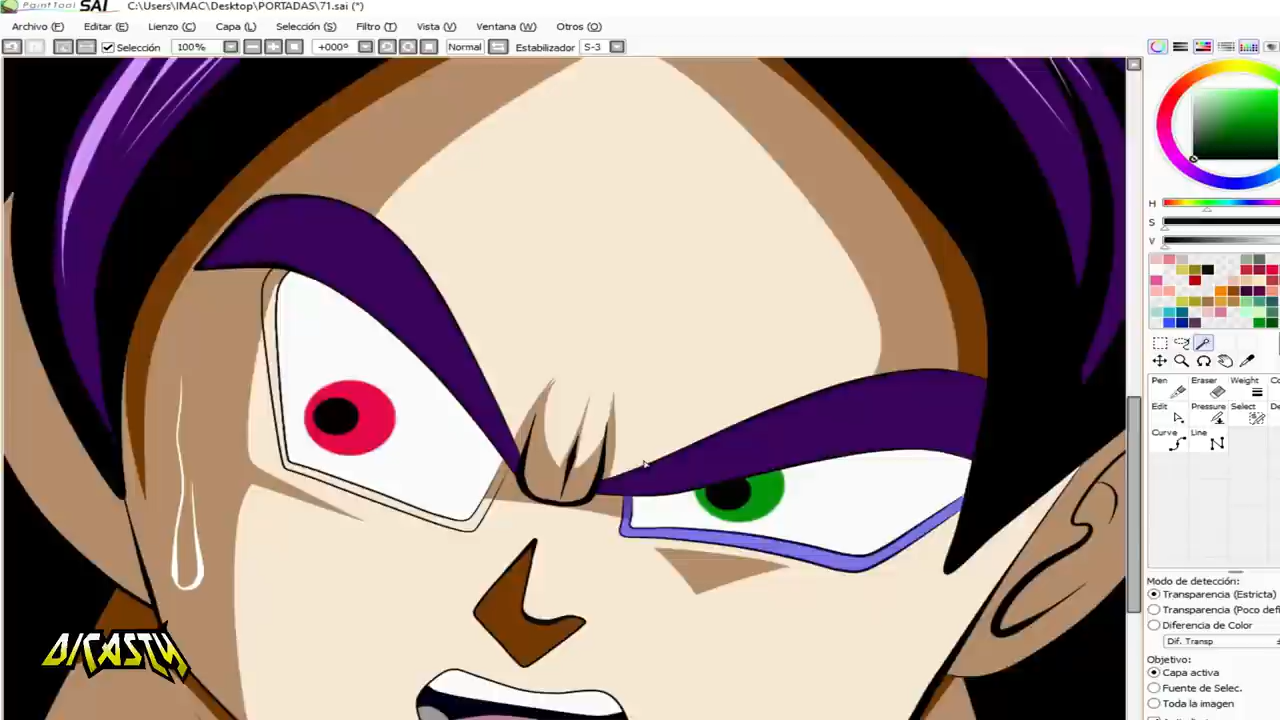 PaintTool SAI C:\Users\IMAC\Desktop\PORTADAS\71.sai (*)
Archivo (F) Editar (E) Lienzo (C) Capa (L) Selección (S) Filtro (T) Vista (V) Ventana (W) Otros (O)
Selección 100% +000° Normal Estabilizador S-3
H
S
V
Pen Eraser Weight
Edit Pressure Select
Curve Line
Modo de detección:
Transparencia (Estricta)
Transparencia (Poco
Diferencia de Color
Dif. Transp
Objetivo:
Capa activa
Fuente de Selec.
Toda la imagen
DICASTY